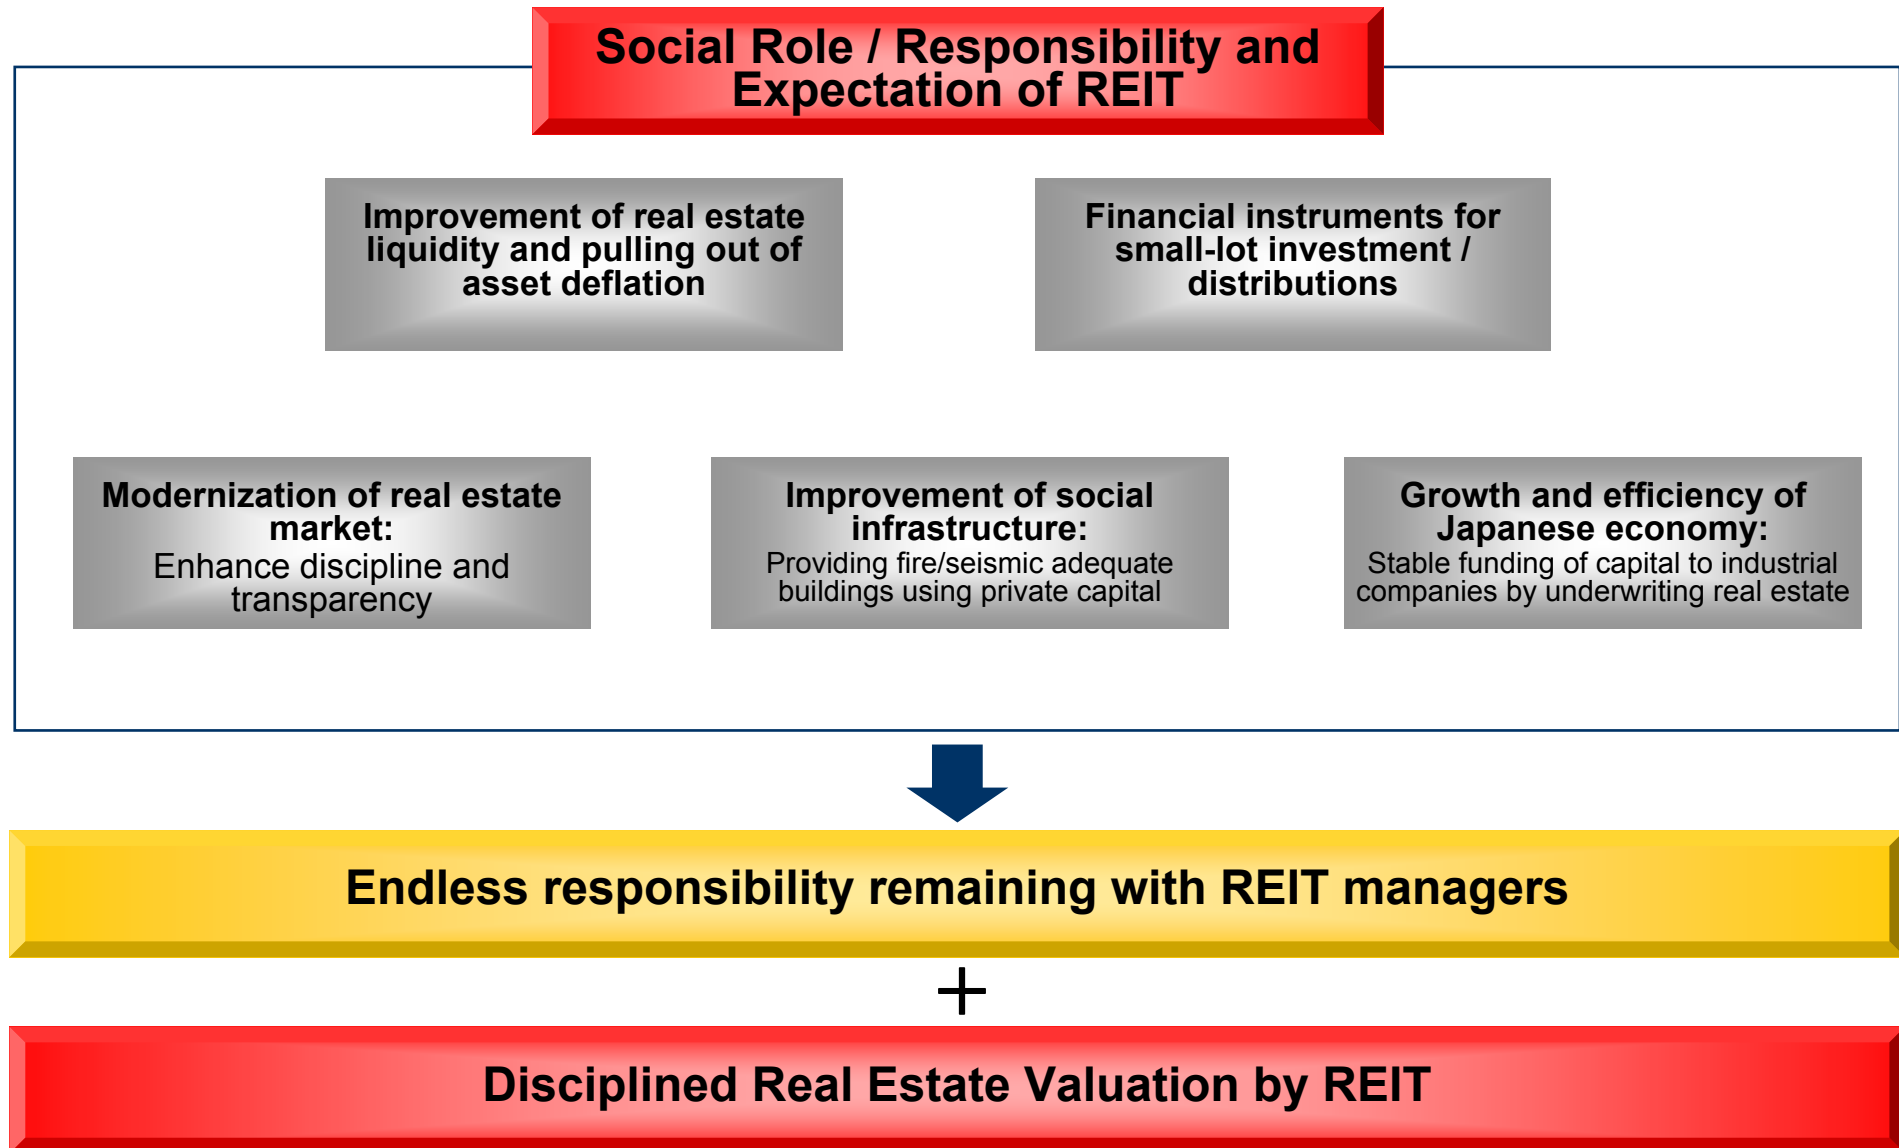 Social Role / Responsibility and
Expectation of REIT
Improvement of real estate
liquidity and pulling out of
asset deflation
Financial instruments for
small-lot investment /
distributions
Modernization of real estate
market:
Enhance discipline and
transparency
Improvement of social
infrastructure:
Providing fire/seismic adequate
buildings using private capital
Growth and efficiency of
Japanese economy:
Stable funding of capital to industrial
companies by underwriting real estate
Endless responsibility remaining with REIT managers
+
Disciplined Real Estate Valuation by REIT